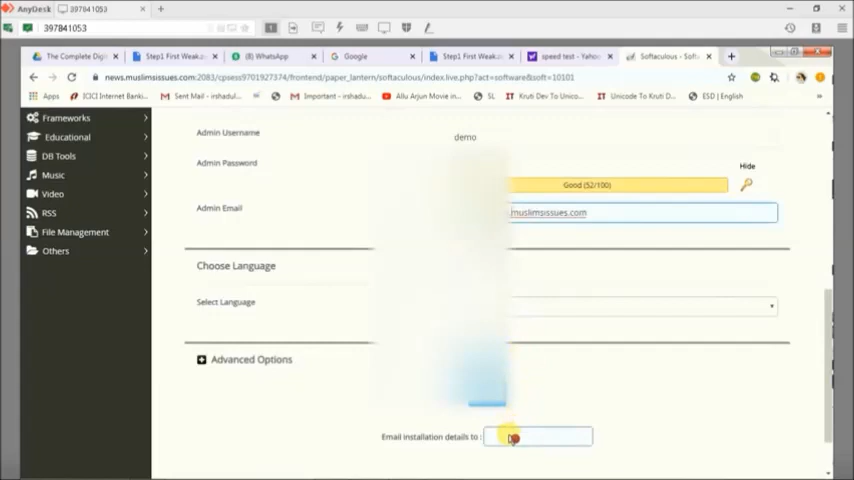 AnyDesk 397841053
397841053
The Complete Digi
Step1 First Weak
(8) WhatsApp
Google
Step1 First Weak
speed test - Yahoo
Softaculous - Soft
news.muslimsissues.com:2083/cpsess9701927374/frontend/paper_lantern/softaculous/index.live.php?act=software&soft=10101
Apps
ICICI Internet Banki...
Sent Mail - irshadul...
Important - irshadu...
Allu Arjun Movie in...
SL
Kruti Dev To Unico...
Unicode To Kruti D...
ESD | English
Frameworks
Educational
DB Tools
Music
Video
RSS
File Management
Others
Admin Username
demo
Admin Password
Hide
Good (52/100)
Admin Email
muslimsissues.com
Choose Language
Select Language
Advanced Options
Email installation details to :